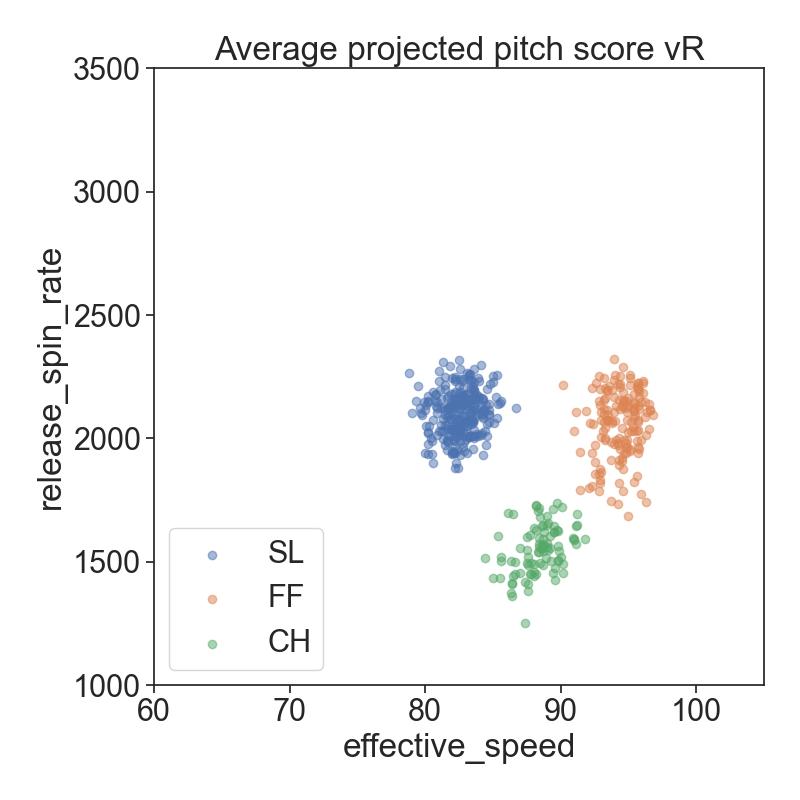 Average projected pitch score vR
3500
3000
2500
2000
1500
1000
release_spin_rate
SL
FF
CH
60
70
80
90
100
effective_speed